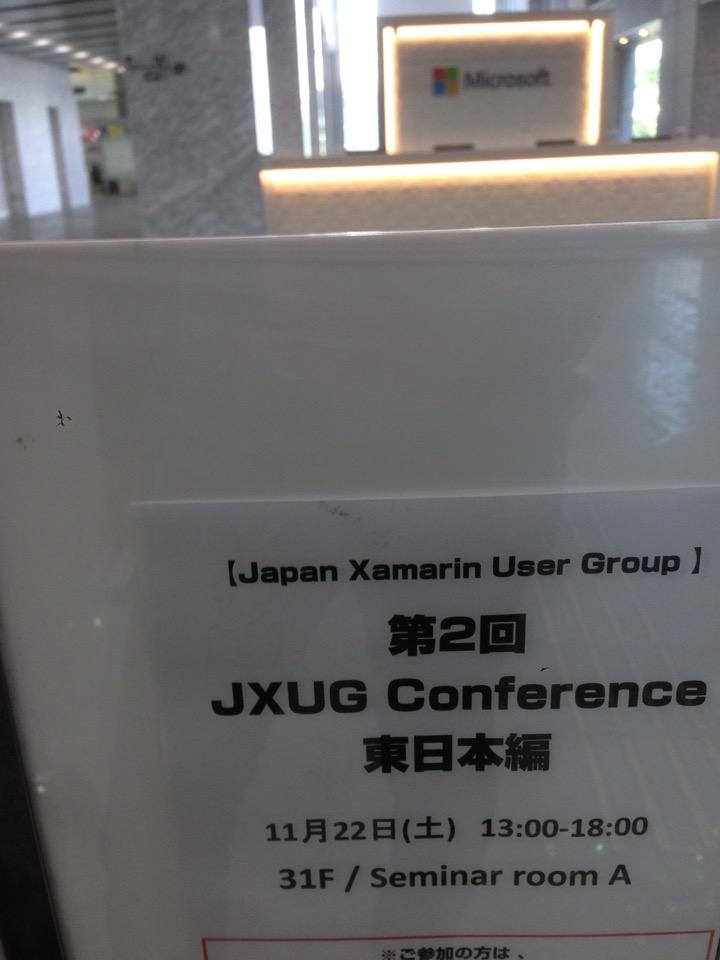 Microsoft
【Japan Xamarin User Group 】
第2回
JXUG Conference
東日本編
11月22日(土) 13:00-18:00
31F / Seminar room A
※ご参加の方は、